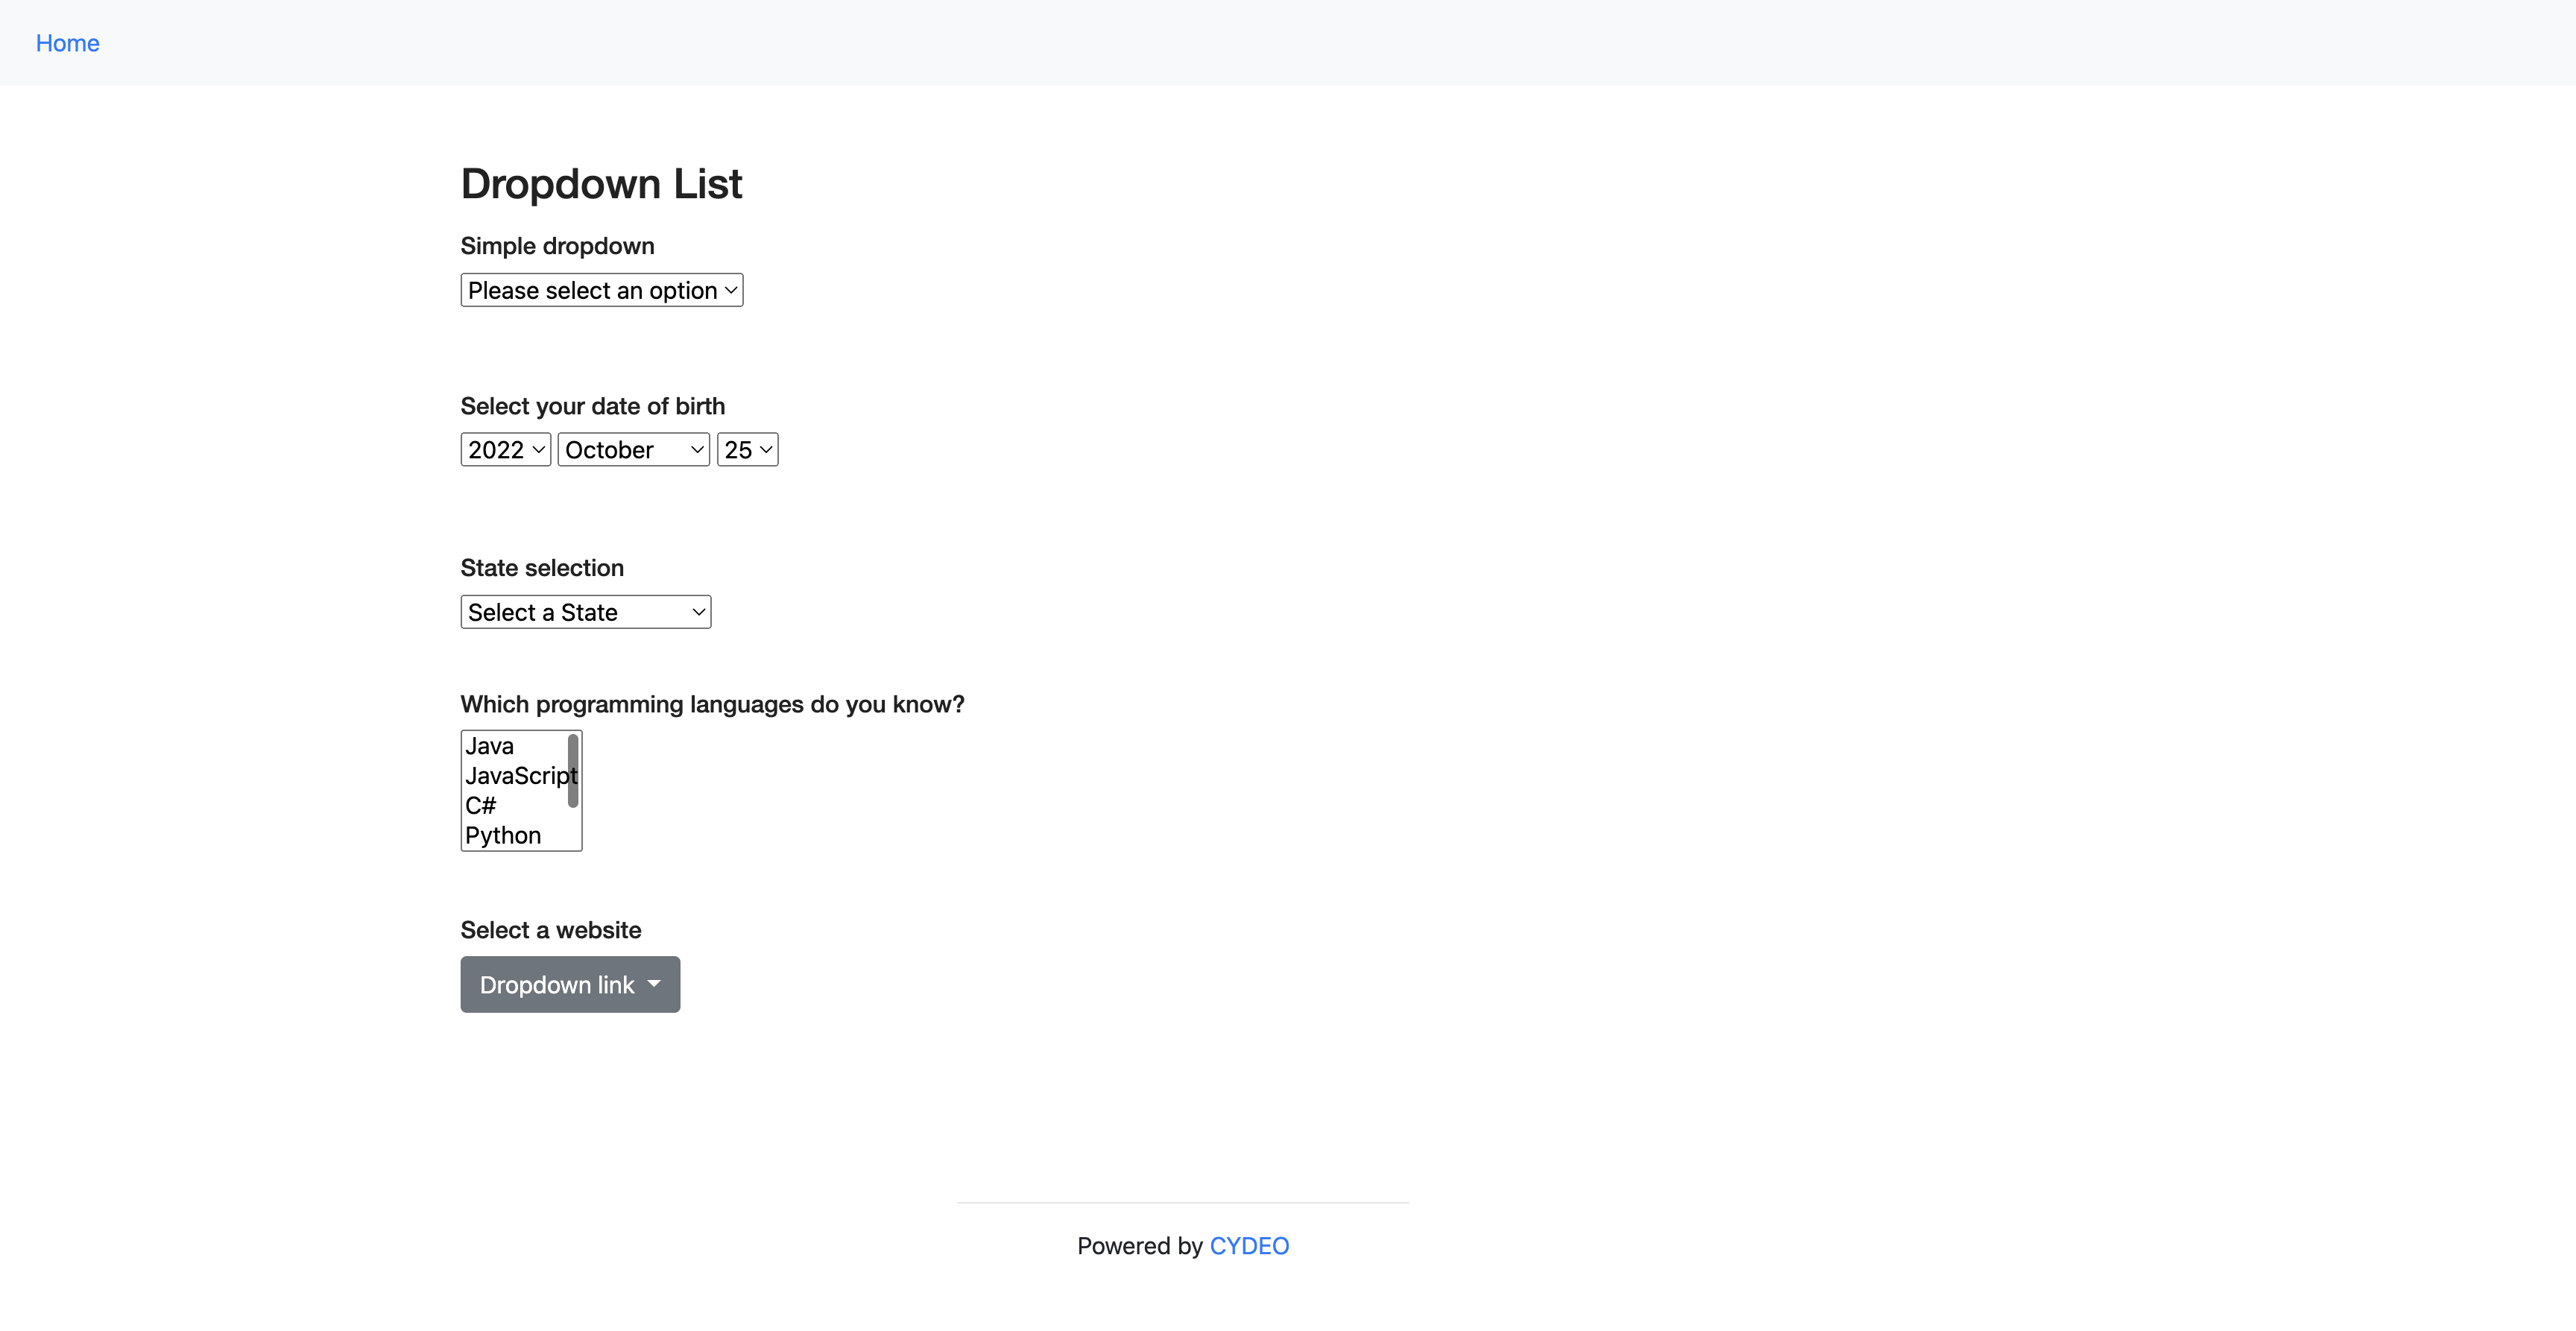 Home
Dropdown List
Simple dropdown
Please select an option
Select your date of birth
2022 October 25
State selection
Select a State
Which programming languages do you know?
Java
JavaScript
C#
Python
Select a website
Dropdown link
Powered by CYDEO